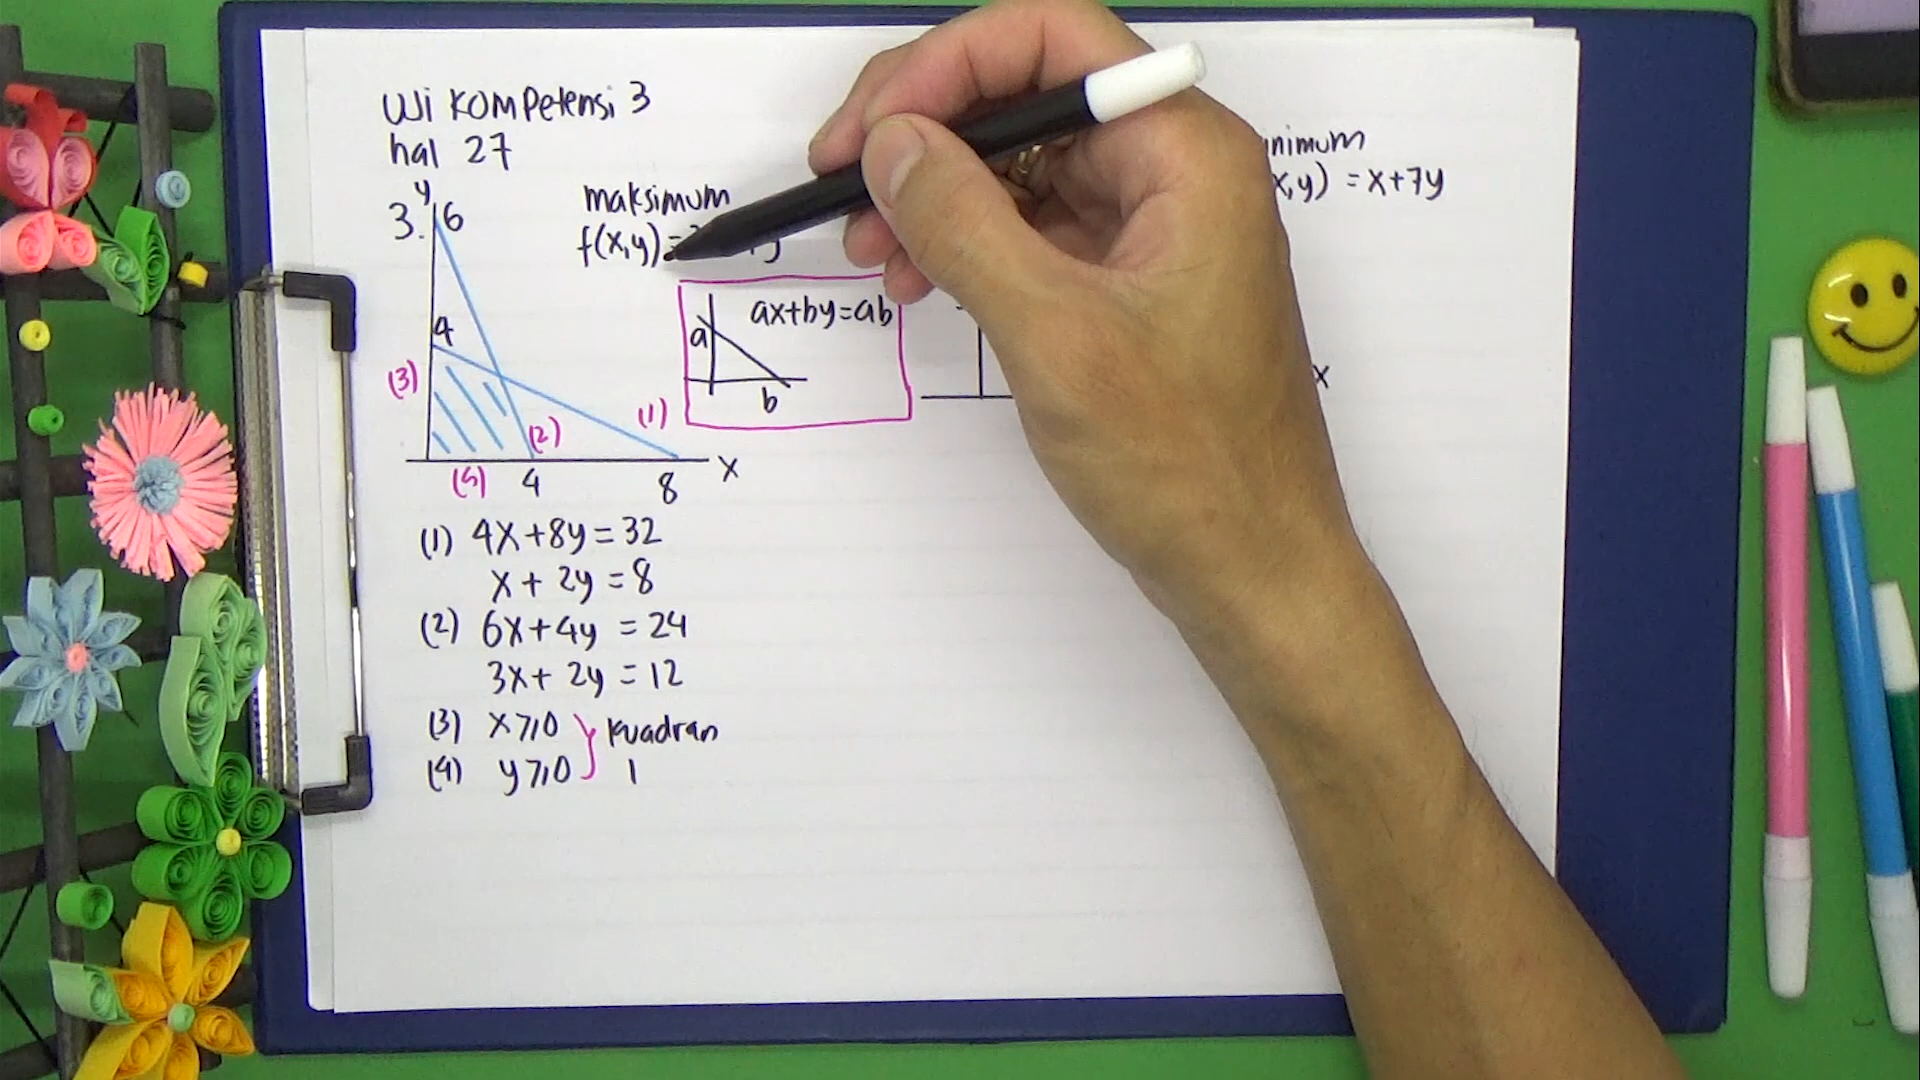 UJi KOMPetensi 3
hal 27
3.
y
6
4
(3)
(2)
(1)
(4) 4 8 x
maksimum
f(x,y)=
y
a
b
ax+by=ab
x,y) = x+7y
x
(1) 4x+8y = 32
x + 2y = 8
(2) 6x+4y = 24
3x+ 2y = 12
(3) x ≥ 0
(4) y ≥ 0
kuadran
1